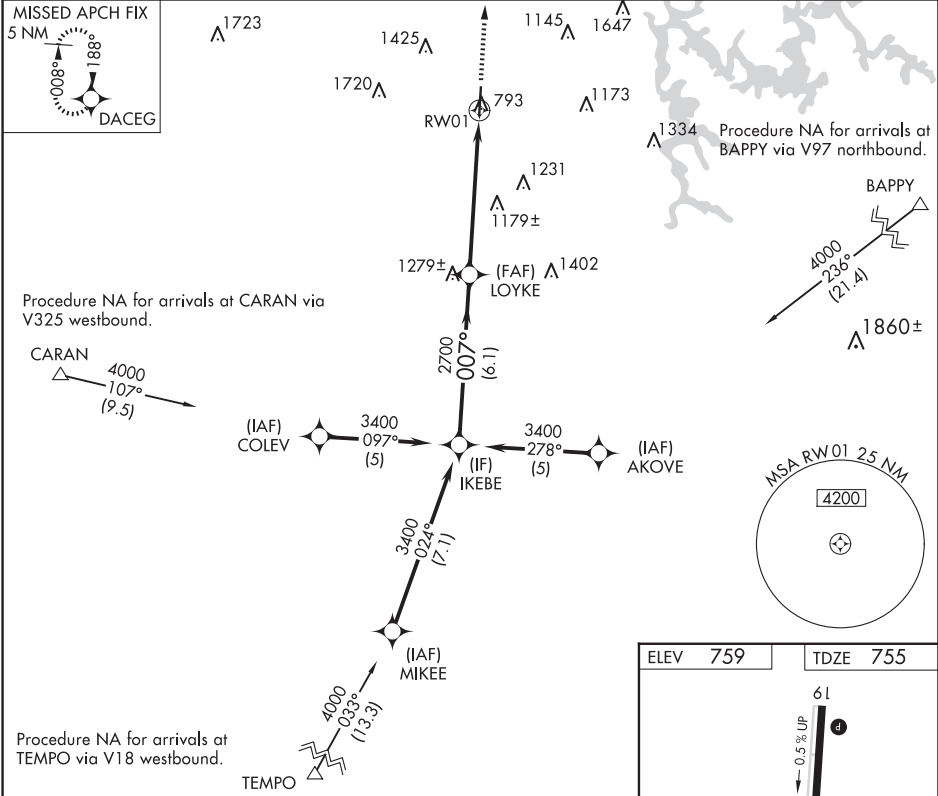 MISSED APCH FIX
5 NM
008°
188°
DACEG
1723
1425
1720
1145
1647
793
RW01
1173
1334
Procedure NA for arrivals at
BAPPY via V97 northbound.
BAPPY
4000
236°
(21.4)
1231
1179±
1279±
(FAF)
LOYKE
1402
1860±
Procedure NA for arrivals at CARAN via
V325 westbound.
CARAN
4000
107°
(9.5)
2700
007°
(6.1)
(IAF)
COLEV
3400
097°
(5)
(IF)
IKEBE
3400
278°
(5)
(IAF)
AKOVE
MSA RW01 25 NM
4200
3400
024°
(7.1)
(IAF)
MIKEE
4000
033°
(13.3)
Procedure NA for arrivals at
TEMPO via V18 westbound.
TEMPO
ELEV 759
TDZE 755
19
0.5% UP
P